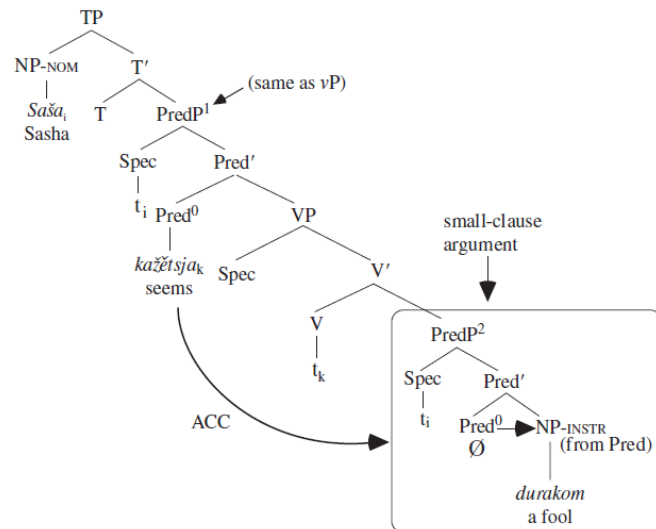 TP
NP-NOM T′
(same as vP)
Sašaᵢ T PredP¹
Sasha
Spec Pred′
tᵢ Pred⁰ VP
small-clause
argument
kažětsjaₖ Spec V′
seems
V PredP²
tₖ Spec Pred′
ACC tᵢ Pred⁰ NP-INSTR
Ø (from Pred)
durakom
a fool